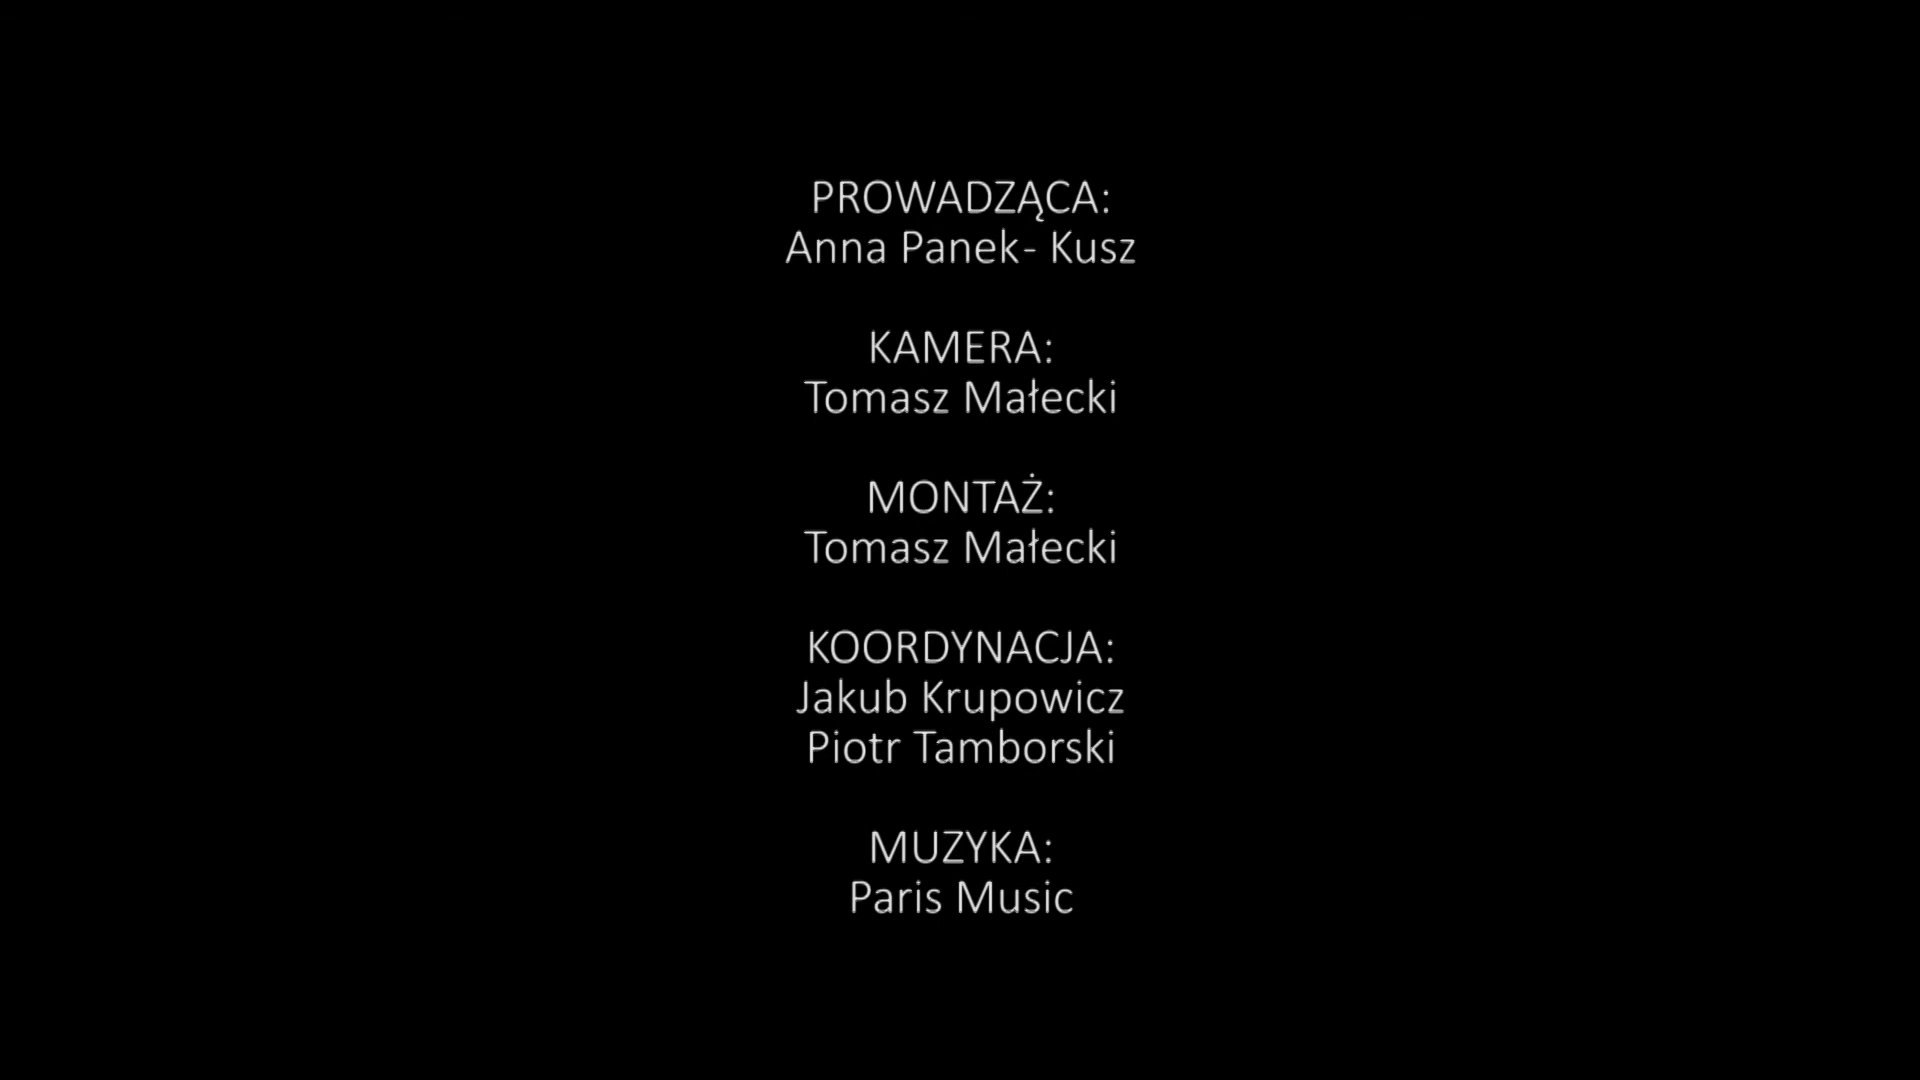 PROWADZĄCA:
Anna Panek- Kusz
KAMERA:
Tomasz Małecki
MONTAŻ:
Tomasz Małecki
KOORDYNACJA:
Jakub Krupowicz
Piotr Tamborski
MUZYKA:
Paris Music